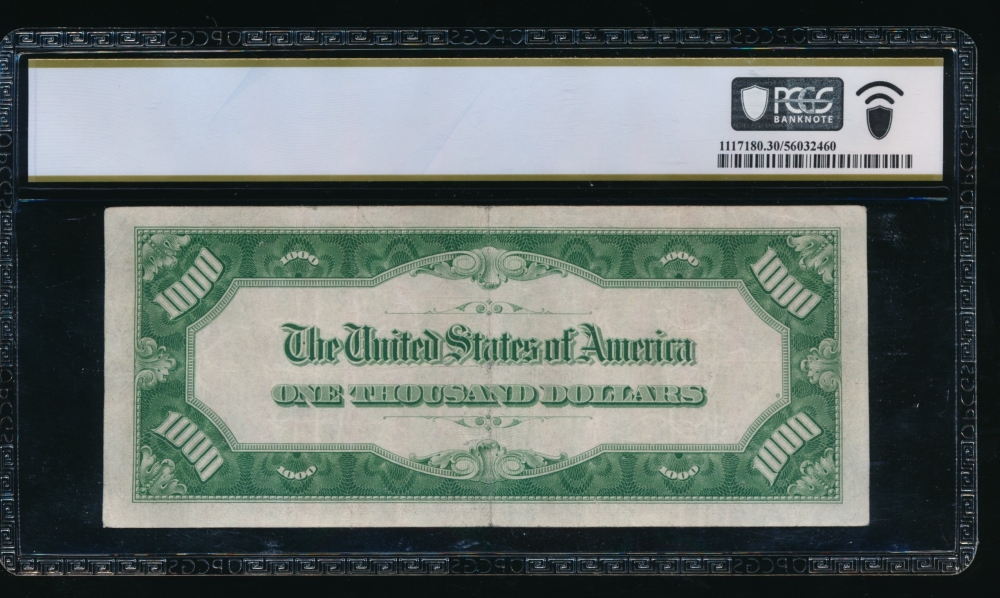 PCGS
BANKNOTE
1117180.30/56032460
1000 1000 1000 1000
The United States of America
ONE THOUSAND DOLLARS
1000 1000 1000 1000